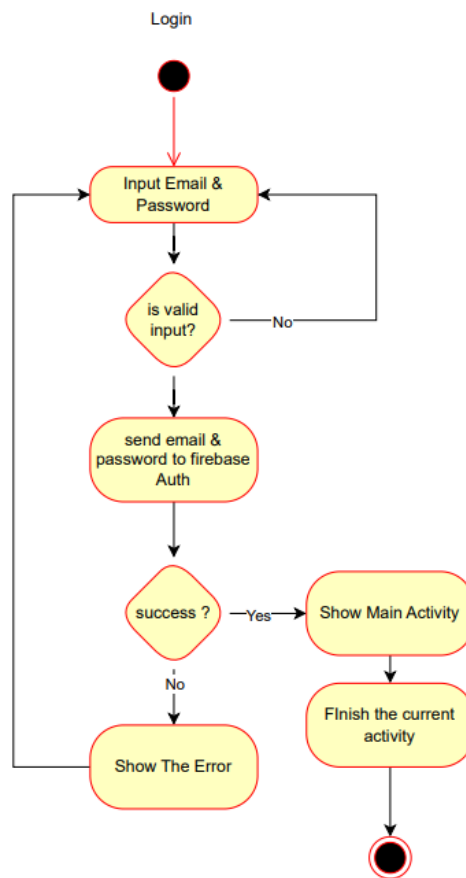 Login
Input Email &
Password
is valid
input?
No
send email &
password to firebase
Auth
success ?
Yes
Show Main Activity
No
FInish the current
activity
Show The Error